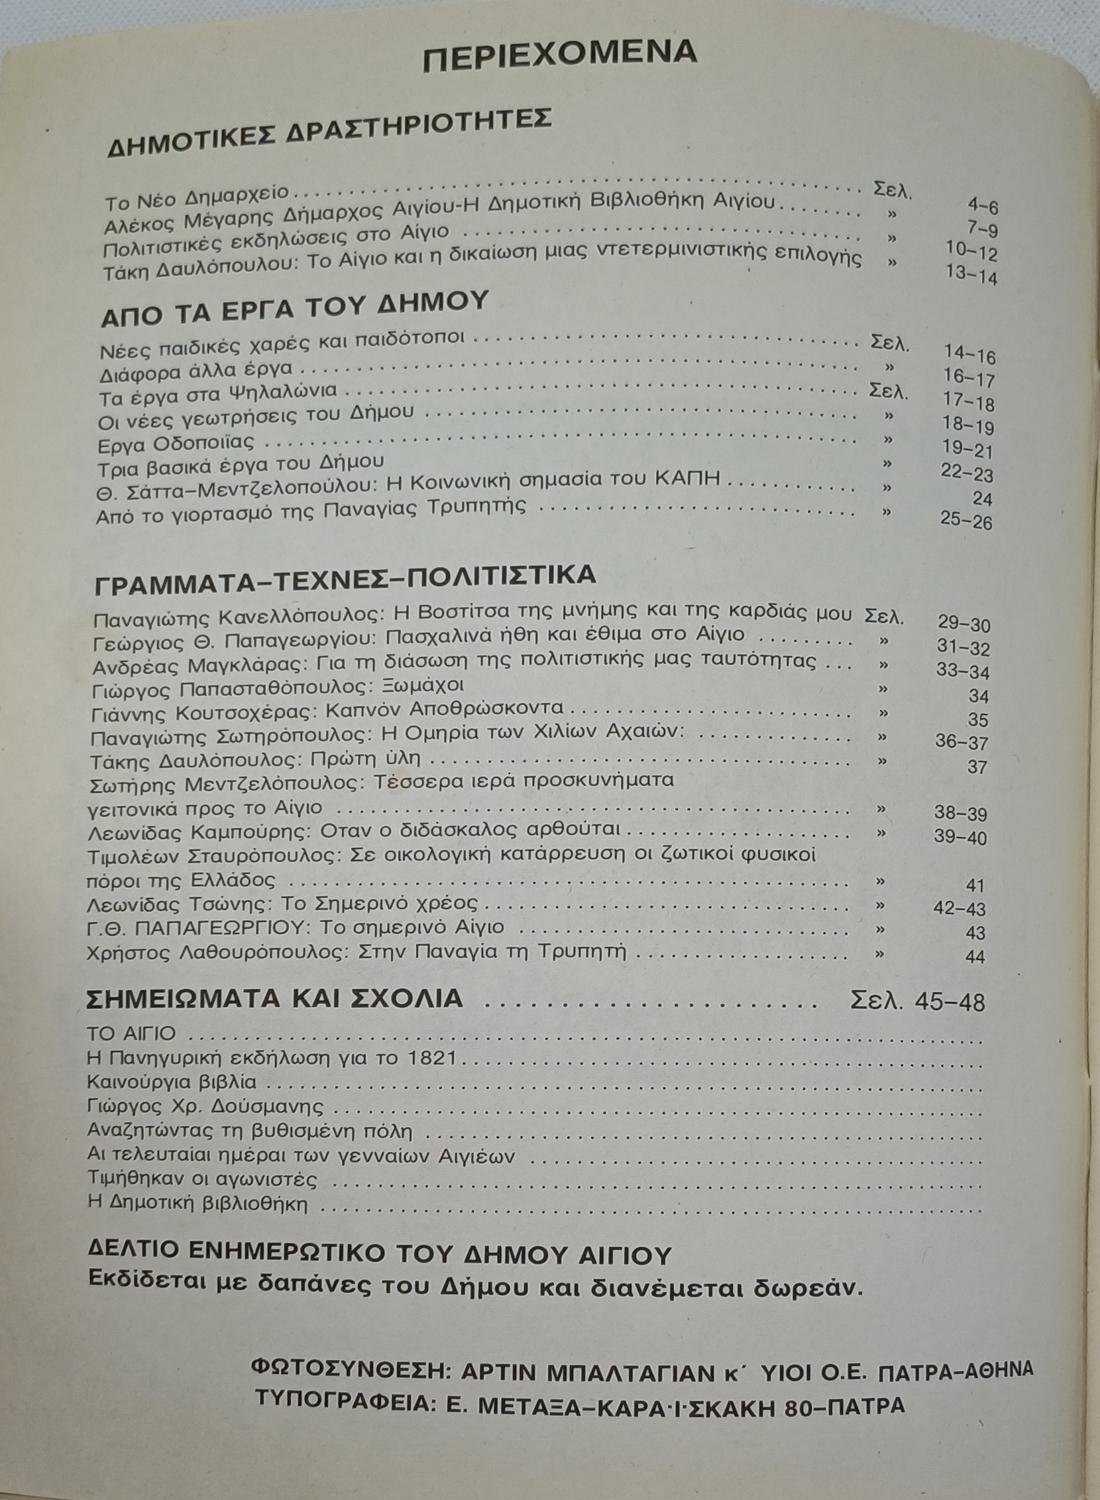 ΠΕΡΙΕΧΟΜΕΝΑ
ΔΗΜΟΤΙΚΕΣ ΔΡΑΣΤΗΡΙΟΤΗΤΕΣ
Το Νέο Δημαρχείο . . . . . . . . . . . . . . . . . . . . Σελ. 4–6
Αλέκος Μέγαρης Δήμαρχος Αιγίου-Η Δημοτική Βιβλιοθήκη Αιγίου . . . . . . . . » 7–9
Πολιτιστικές εκδηλώσεις στο Αίγιο . . . . . . . . . . . . . . . . . . . . » 10–12
Τάκη Δαυλόπουλου: Το Αίγιο και η δικαίωση μιας ντετερμινιστικής επιλογής » 13–14
ΑΠΟ ΤΑ ΕΡΓΑ ΤΟΥ ΔΗΜΟΥ
Νέες παιδικές χαρές και παιδότοποι . . . . . . . . . . . . . . . . . . . . Σελ. 14–16
Διάφορα άλλα έργα . . . . . . . . . . . . . . . . . . . . » 16–17
Τα έργα στα Ψηλαλώνια . . . . . . . . . . . . . . . . . . . . Σελ. 17–18
Οι νέες γεωτρήσεις του Δήμου . . . . . . . . . . . . . . . . . . . . » 18–19
Εργα Οδοποιΐας . . . . . . . . . . . . . . . . . . . . » 19–21
Τρια βασικά έργα του Δήμου » 22–23
Θ. Σάττα–Μεντζελοπούλου: Η Κοινωνική σημασία του ΚΑΠΗ . . . . . . . . . . . . » 24
Από το γιορτασμό της Παναγίας Τρυπητής . . . . . . . . . . . . . . . . . . . . » 25–26
ΓΡΑΜΜΑΤΑ–ΤΕΧΝΕΣ–ΠΟΛΙΤΙΣΤΙΚΑ
Παναγιώτης Κανελλόπουλος: Η Βοστίτσα της μνήμης και της καρδιάς μου Σελ. 29–30
Γεώργιος Θ. Παπαγεωργίου: Πασχαλινά ήθη και έθιμα στο Αίγιο . . . . . . . . . » 31–32
Ανδρέας Μαγκλάρας: Για τη διάσωση της πολιτιστικής μας ταυτότητας . . . » 33–34
Γιώργος Παπασταθόπουλος: Ξωμάχοι » 34
Γιάννης Κουτσοχέρας: Καπνόν Αποθρώσκοντα . . . . . . . . . . . . . . . . . . . . » 35
Παναγιώτης Σωτηρόπουλος: Η Ομηρία των Χιλίων Αχαιών: . . . . . . . . . . . . . . » 36–37
Τάκης Δαυλόπουλος: Πρώτη ύλη . . . . . . . . . . . . . . . . . . . . » 37
Σωτήρης Μεντζελόπουλος: Τέσσερα ιερά προσκυνήματα
γειτονικά προς το Αίγιο . . . . . . . . . . . . . . . . . . . . » 38–39
Λεωνίδας Καμπούρης: Οταν ο διδάσκαλος αρθούται . . . . . . . . . . . . . . . . . . . . » 39–40
Τιμολέων Σταυρόπουλος: Σε οικολογική κατάρρευση οι ζωτικοί φυσικοί
πόροι της Ελλάδος . . . . . . . . . . . . . . . . . . . . » 41
Λεωνίδας Τσώνης: Το Σημερινό χρέος . . . . . . . . . . . . . . . . . . . . » 42–43
Γ.Θ. ΠΑΠΑΓΕΩΡΓΙΟΥ: Το σημερινό Αίγιο . . . . . . . . . . . . . . . . . . . . » 43
Χρήστος Λαθουρόπουλος: Στην Παναγία τη Τρυπητή . . . . . . . . . . . . . . . . . . . . » 44
ΣΗΜΕΙΩΜΑΤΑ ΚΑΙ ΣΧΟΛΙΑ . . . . . . . . . . . . . . . . . . . . Σελ. 45–48
ΤΟ ΑΙΓΙΟ . . . . . . . . . . . . . . . . . . . .
Η Πανηγυρική εκδήλωση για το 1821 . . . . . . . . . . . . . . . . . . . .
Καινούργια βιβλία . . . . . . . . . . . . . . . . . . . .
Γιώργος Χρ. Δούσμανης . . . . . . . . . . . . . . . . . . . .
Αναζητώντας τη βυθισμένη πόλη . . . . . . . . . . . . . . . . . . . .
Αι τελευταίαι ημέραι των γενναίων Αιγιέων . . . . . . . . . . . . . . . . . . . .
Τιμήθηκαν οι αγωνιστές . . . . . . . . . . . . . . . . . . . .
Η Δημοτική βιβλιοθήκη . . . . . . . . . . . . . . . . . . . .
ΔΕΛΤΙΟ ΕΝΗΜΕΡΩΤΙΚΟ ΤΟΥ ΔΗΜΟΥ ΑΙΓΙΟΥ
Εκδίδεται με δαπάνες του Δήμου και διανέμεται δωρεάν.
ΦΩΤΟΣΥΝΘΕΣΗ: ΑΡΤΙΝ ΜΠΑΛΤΑΓΙΑΝ κ΄ ΥΙΟΙ Ο.Ε. ΠΑΤΡΑ–ΑΘΗΝΑ
ΤΥΠΟΓΡΑΦΕΙΑ: Ε. ΜΕΤΑΞΑ–ΚΑΡΑ·Ι·ΣΚΑΚΗ 80–ΠΑΤΡΑ